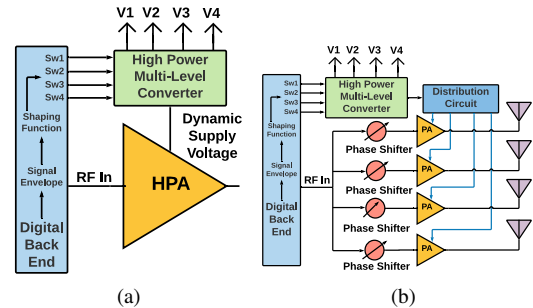 V1 V2 V3 V4
Sw1
Sw2
Sw3
Sw4
High Power
Multi-Level
Converter
Shaping
Function
Dynamic
Supply
Voltage
Signal
Envelope
RF In
HPA
Digital
Back
End
(a)
V1 V2 V3 V4
Sw1
Sw2
Sw3
Sw4
High Power
Multi-Level
Converter
Distribution
Circuit
Shaping
Function
PA
Phase Shifter
Signal
Envelope
RF In
PA
Phase Shifter
PA
Phase Shifter
Digital
Back
End
PA
Phase Shifter
(b)